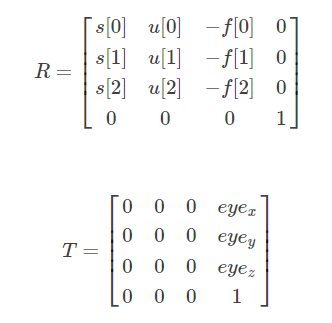 R =
s[0] u[0] −f[0] 0
s[1] u[1] −f[1] 0
s[2] u[2] −f[2] 0
0 0 0 1
T =
0 0 0 eye_x
0 0 0 eye_y
0 0 0 eye_z
0 0 0 1